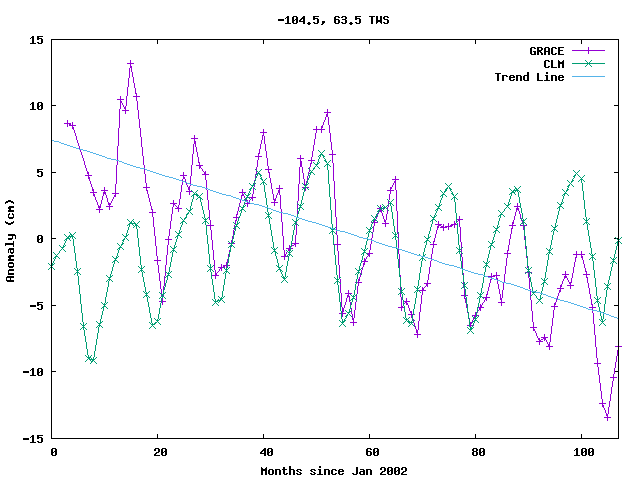 -104.5, 63.5 TWS
GRACE
CLM
Trend Line
15
10
5
0
-5
-10
-15
Anomaly (cm)
0 20 40 60 80 100
Months since Jan 2002